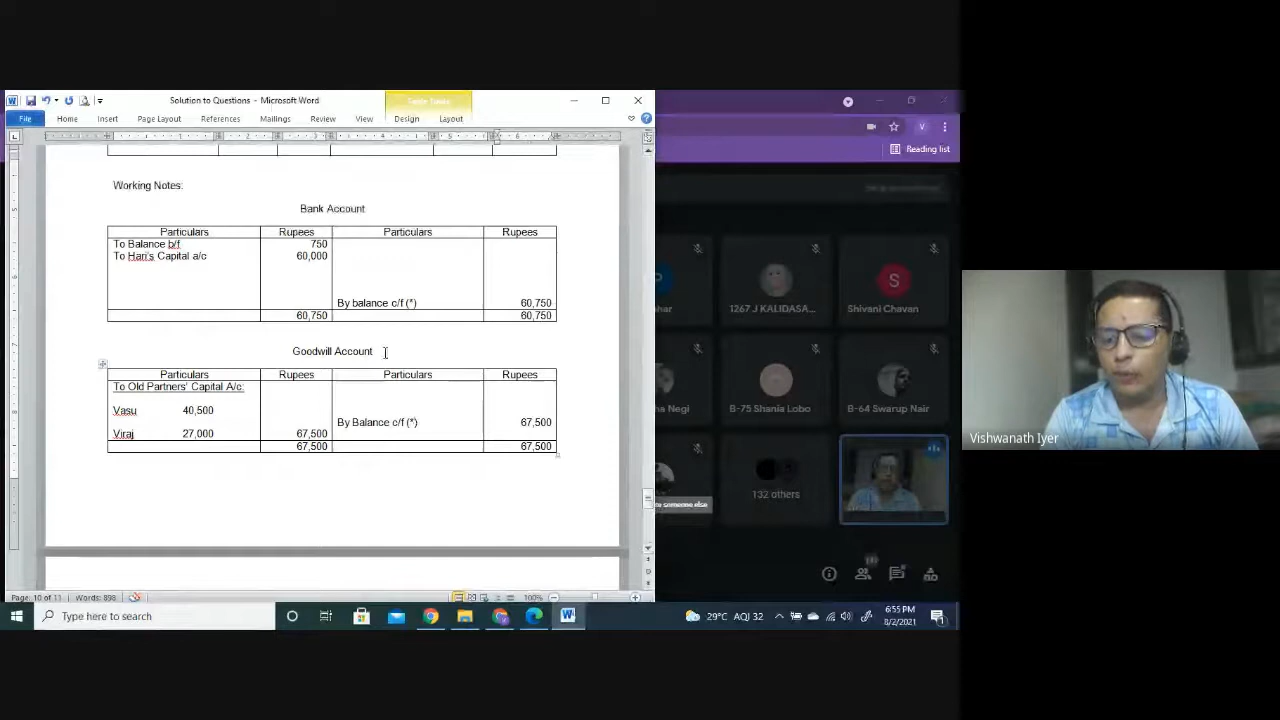 Solution to Questions - Microsoft Word
File Home Insert Page Layout References Mailings Review View Design Layout
Reading list
Working Notes:
Bank Account
Particulars Rupees Particulars Rupees
To Balance b/f 750
To Hari's Capital a/c 60,000
By balance c/f (*) 60,750
60,750 60,750
Goodwill Account
Particulars Rupees Particulars Rupees
To Old Partners' Capital A/c:
Vasu 40,500
By Balance c/f (*) 67,500
Viraj 27,000 67,500
67,500 67,500
1267 J KALIDASA...
S
Shivani Chavan
Negi
B-75 Shania Lobo
B-64 Swarup Nair
132 others
someone else
Vishwanath Iyer
Page: 10 of 11 Words: 898 100%
Type here to search
29°C AQI 32
6:55 PM
8/2/2021